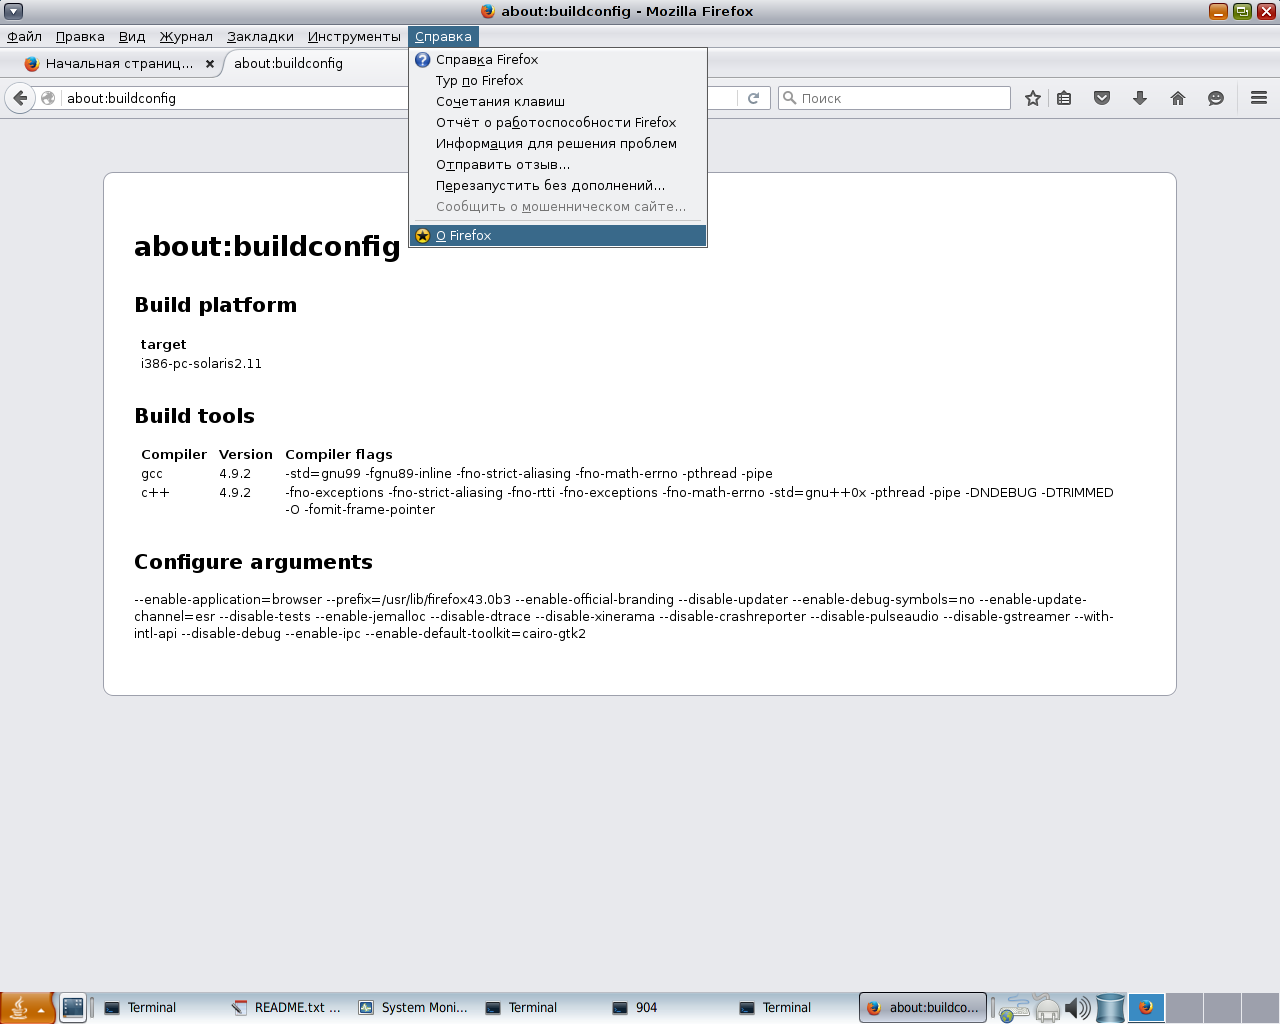 about:buildconfig - Mozilla Firefox
Файл Правка Вид Журнал Закладки Инструменты Справка
Начальная страниц... about:buildconfig
about:buildconfig
Поиск
Справка Firefox
Тур по Firefox
Сочетания клавиш
Отчёт о работоспособности Firefox
Информация для решения проблем
Отправить отзыв...
Перезапустить без дополнений...
Сообщить о мошенническом сайте...
О Firefox
about:buildconfig
Build platform
target
i386-pc-solaris2.11
Build tools
Compiler Version Compiler flags
gcc 4.9.2 -std=gnu99 -fgnu89-inline -fno-strict-aliasing -fno-math-errno -pthread -pipe
c++ 4.9.2 -fno-exceptions -fno-strict-aliasing -fno-rtti -fno-exceptions -fno-math-errno -std=gnu++0x -pthread -pipe -DNDEBUG -DTRIMMED
-O -fomit-frame-pointer
Configure arguments
--enable-application=browser --prefix=/usr/lib/firefox43.0b3 --enable-official-branding --disable-updater --enable-debug-symbols=no --enable-update-
channel=esr --disable-tests --enable-jemalloc --disable-dtrace --disable-xinerama --disable-crashreporter --disable-pulseaudio --disable-gstreamer --with-
intl-api --disable-debug --enable-ipc --enable-default-toolkit=cairo-gtk2
Terminal README.txt ... System Moni... Terminal 904 Terminal about:buildco...